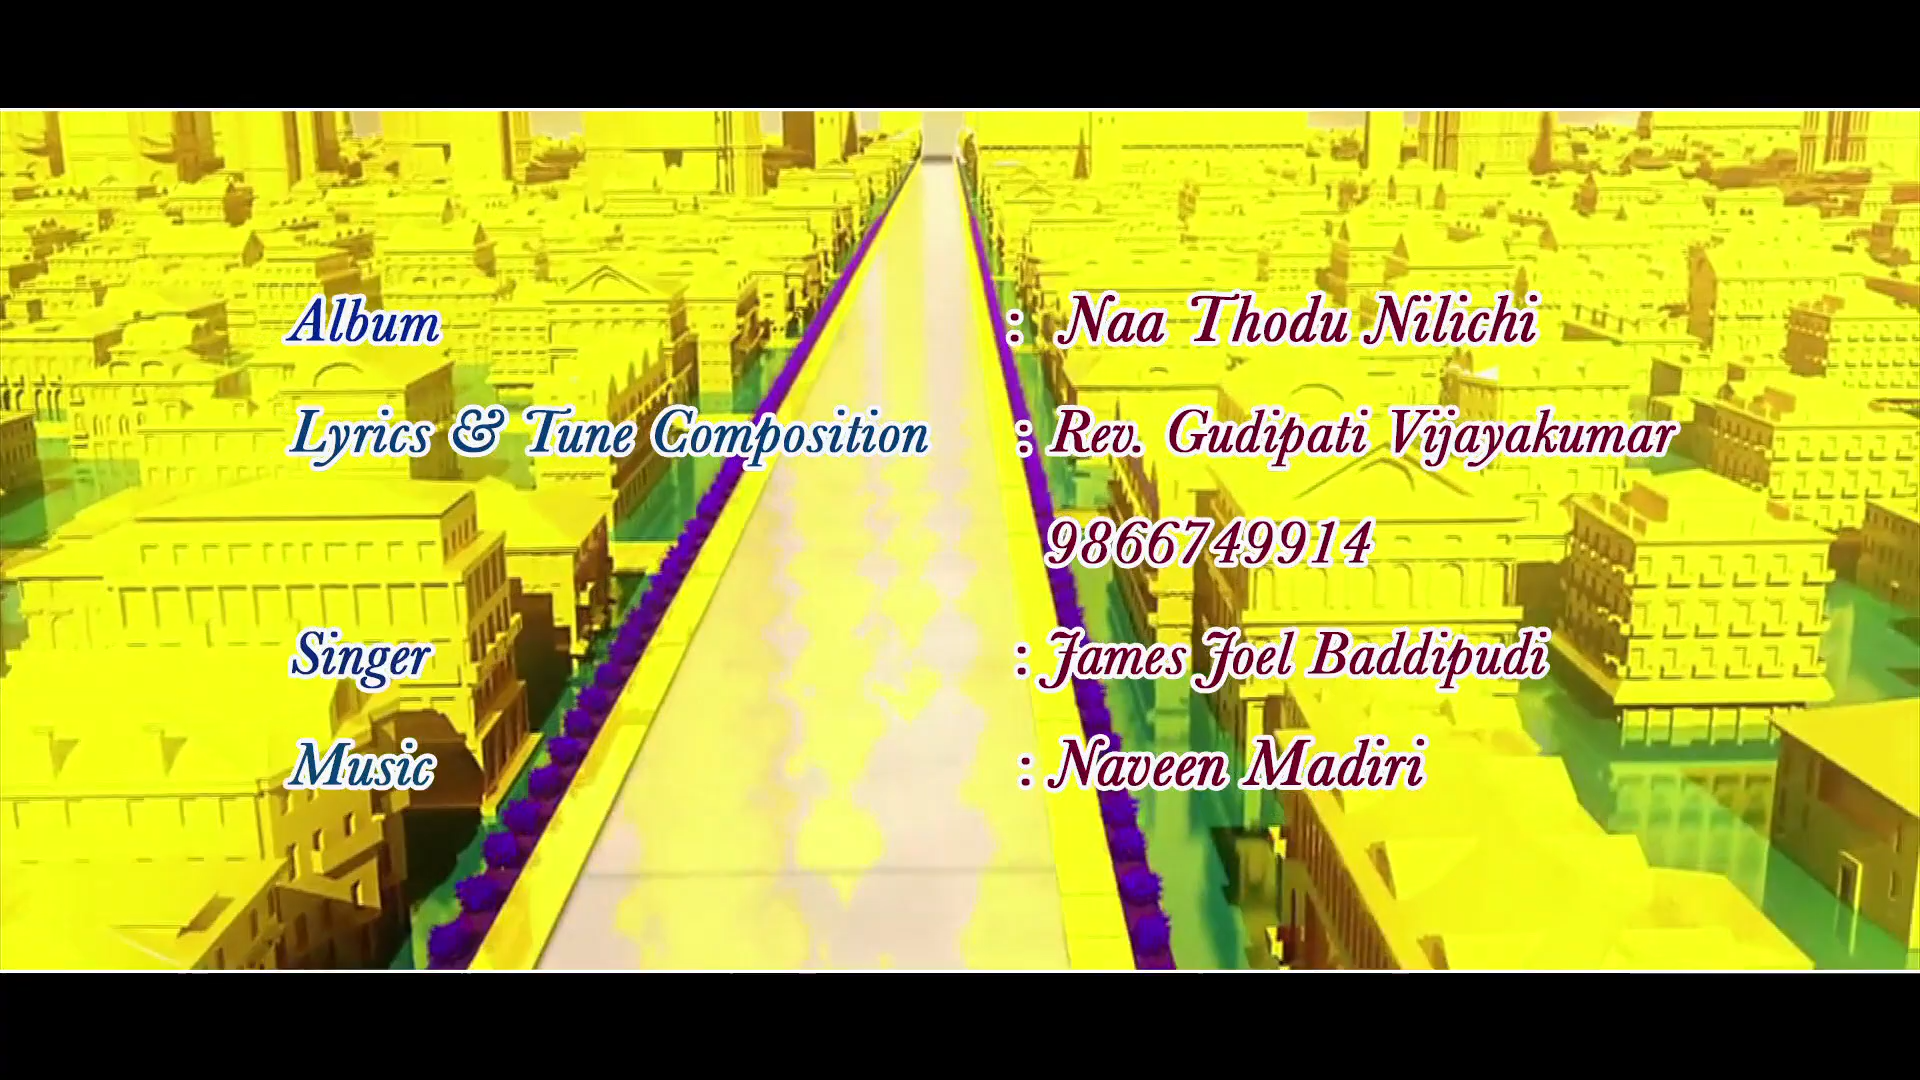 Album : Naa Thodu Nilichi
Lyrics & Tune Composition : Rev. Gudipati Vijayakumar
9866749914
Singer : James Joel Baddipudi
Music : Naveen Madiri